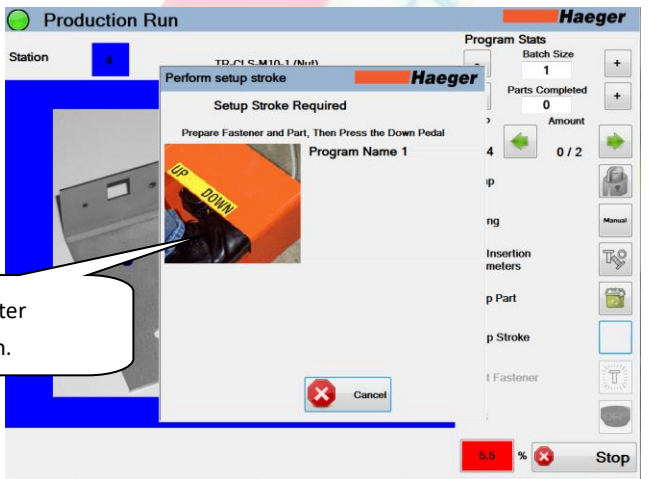 Production Run
Haeger
Station
4
TP-CLS-M10-1 (Nut)
Program Stats
Batch Size
-
1
+
Parts Completed
0
+
Amount
4
0 / 2
Perform setup stroke
Haeger
Setup Stroke Required
Prepare Fastener and Part, Then Press the Down Pedal
Program Name 1
UP DOWN
Cancel
p
ng
Manual
Insertion
meters
p Part
p Stroke
t Fastener
T
OFF
ter
n.
5.5 %
Stop